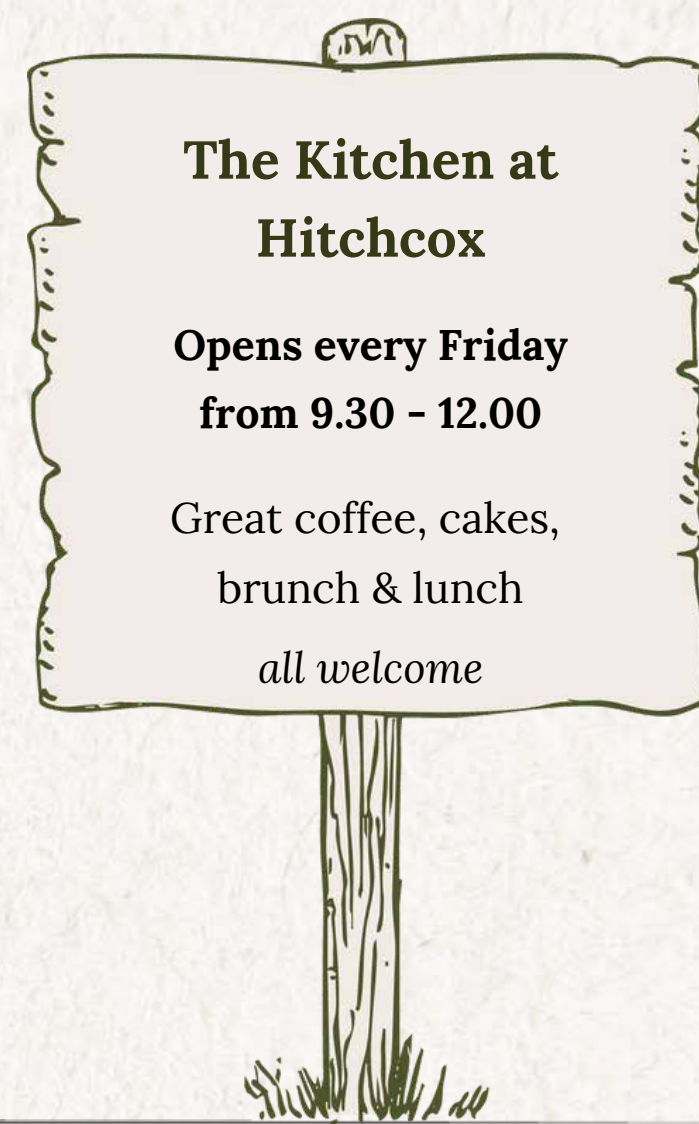 The Kitchen at
Hitchcox
Opens every Friday
from 9.30 - 12.00
Great coffee, cakes,
brunch & lunch
all welcome